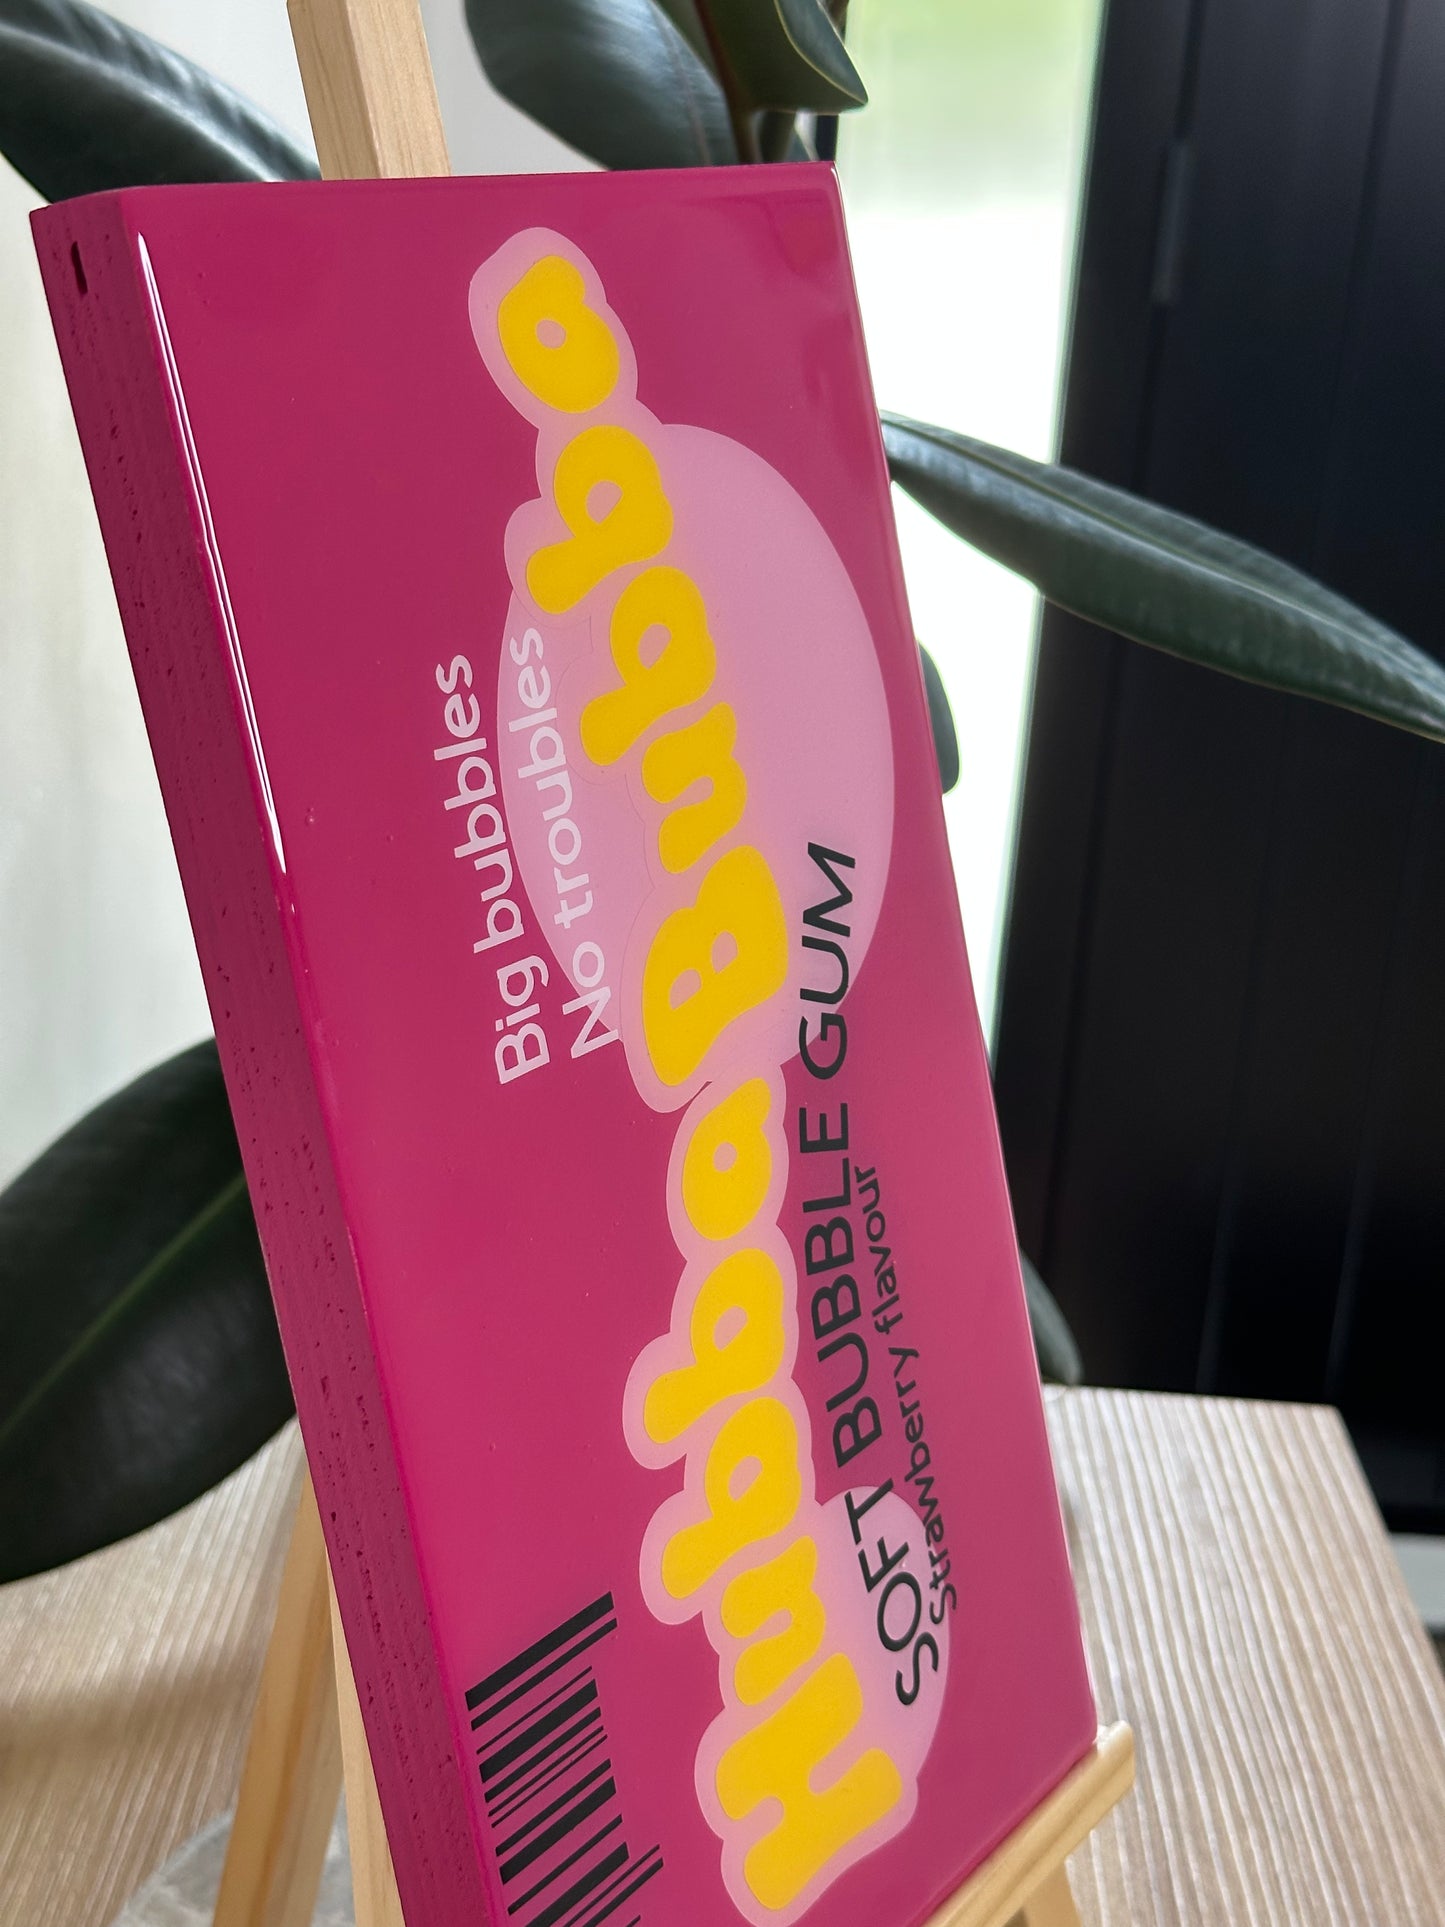 Big bubbles
No troubles
Hubba Bubba
SOFT BUBBLE GUM
Strawberry flavour